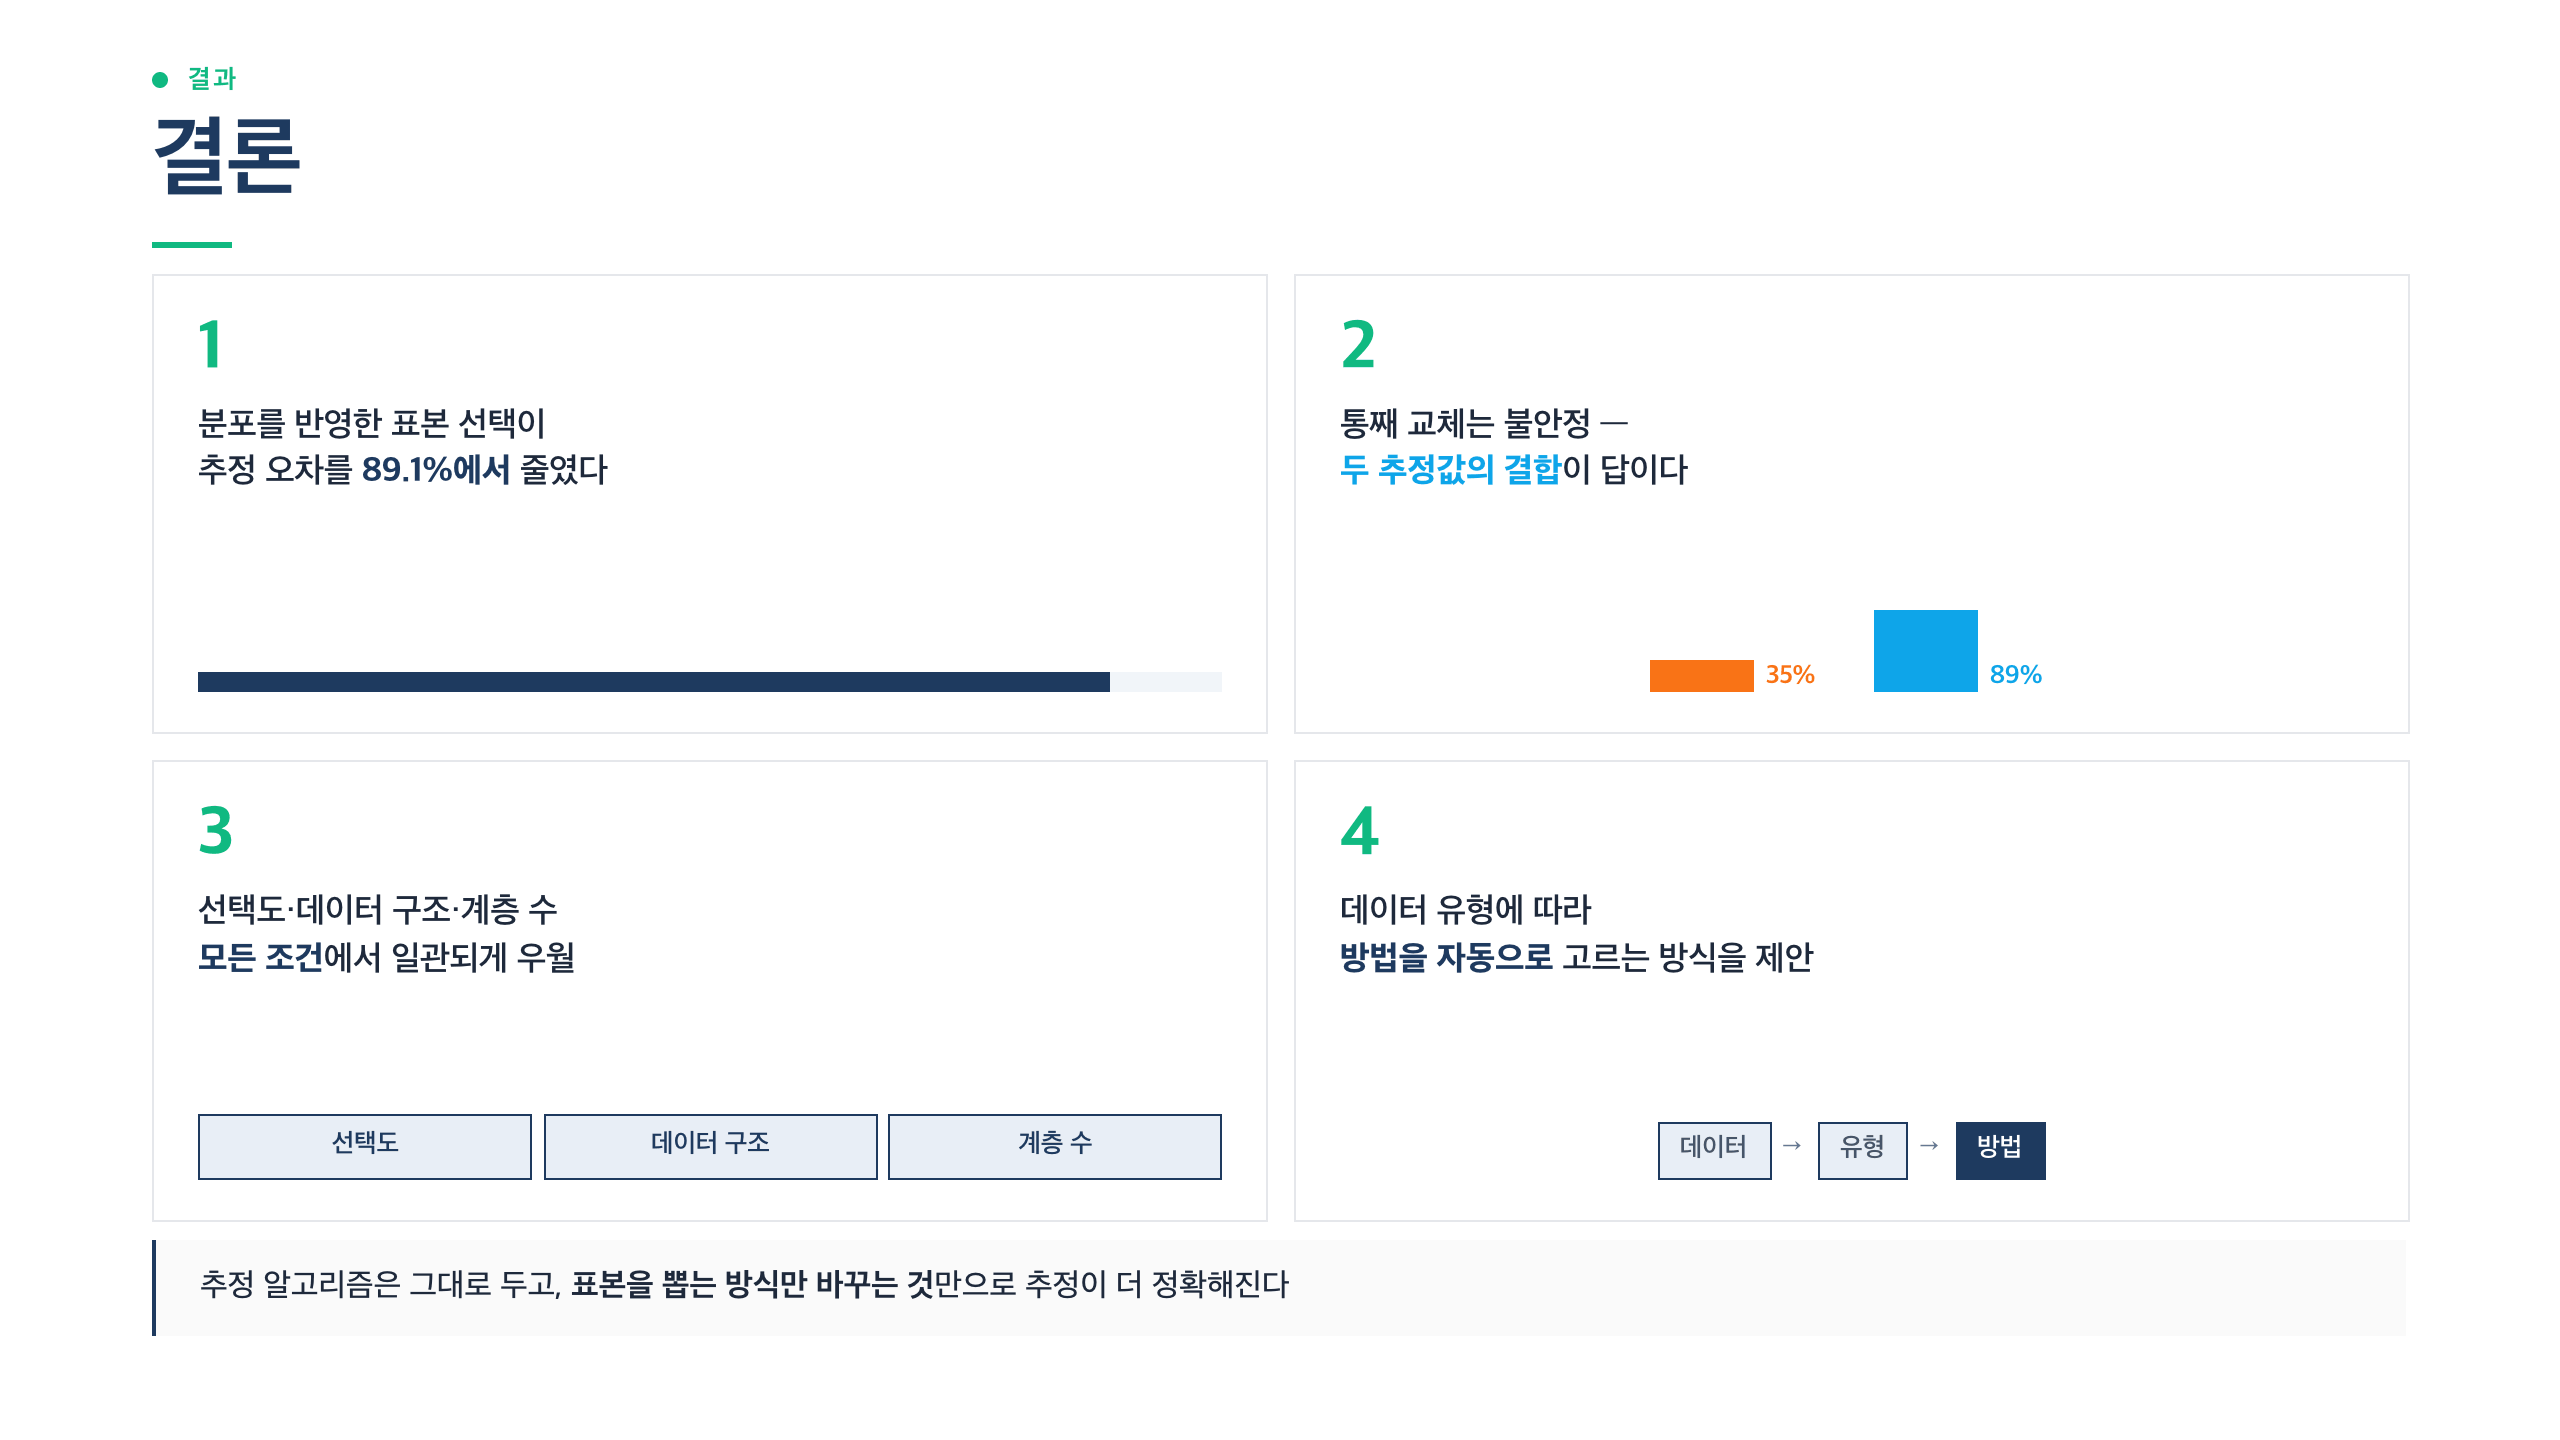 결과
결론
1
분포를 반영한 표본 선택이
추정 오차를 89.1%에서 줄였다
2
통째 교체는 불안정 —
두 추정값의 결합이 답이다
35%
89%
3
선택도·데이터 구조·계층 수
모든 조건에서 일관되게 우월
선택도
데이터 구조
계층 수
4
데이터 유형에 따라
방법을 자동으로 고르는 방식을 제안
데이터 → 유형 → 방법
추정 알고리즘은 그대로 두고, 표본을 뽑는 방식만 바꾸는 것만으로 추정이 더 정확해진다